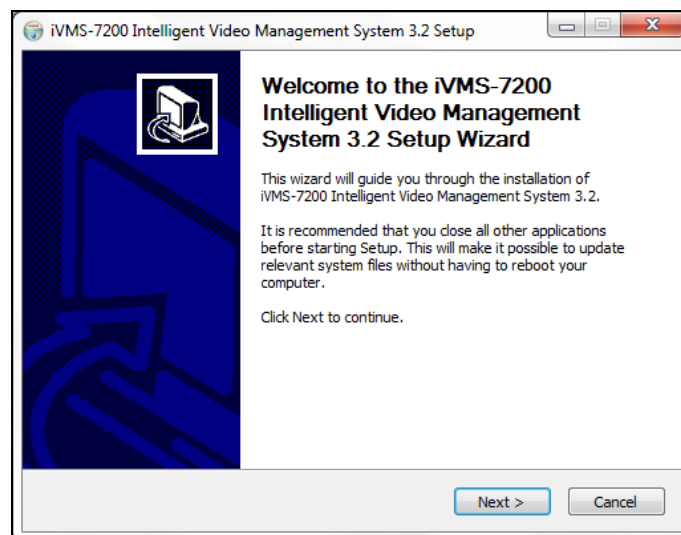 iVMS-7200 Intelligent Video Management System 3.2 Setup
Welcome to the iVMS-7200
Intelligent Video Management
System 3.2 Setup Wizard
This wizard will guide you through the installation of
iVMS-7200 Intelligent Video Management System 3.2.
It is recommended that you close all other applications
before starting Setup. This will make it possible to update
relevant system files without having to reboot your
computer.
Click Next to continue.
Next > Cancel